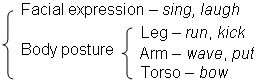 Facial expression – sing, laugh
Body posture
Leg – run, kick
Arm – wave, put
Torso – bow